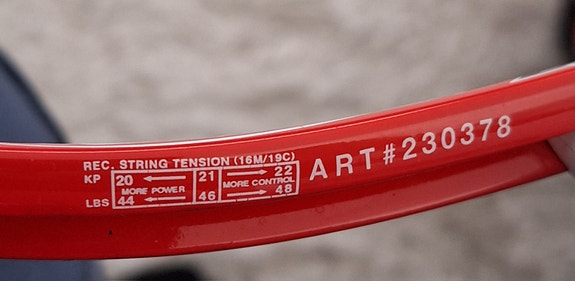 REC. STRING TENSION (16M/19C)
KP 20 ← 21 → 22
MORE POWER MORE CONTROL
LBS 44 ← 46 → 48
ART#230378